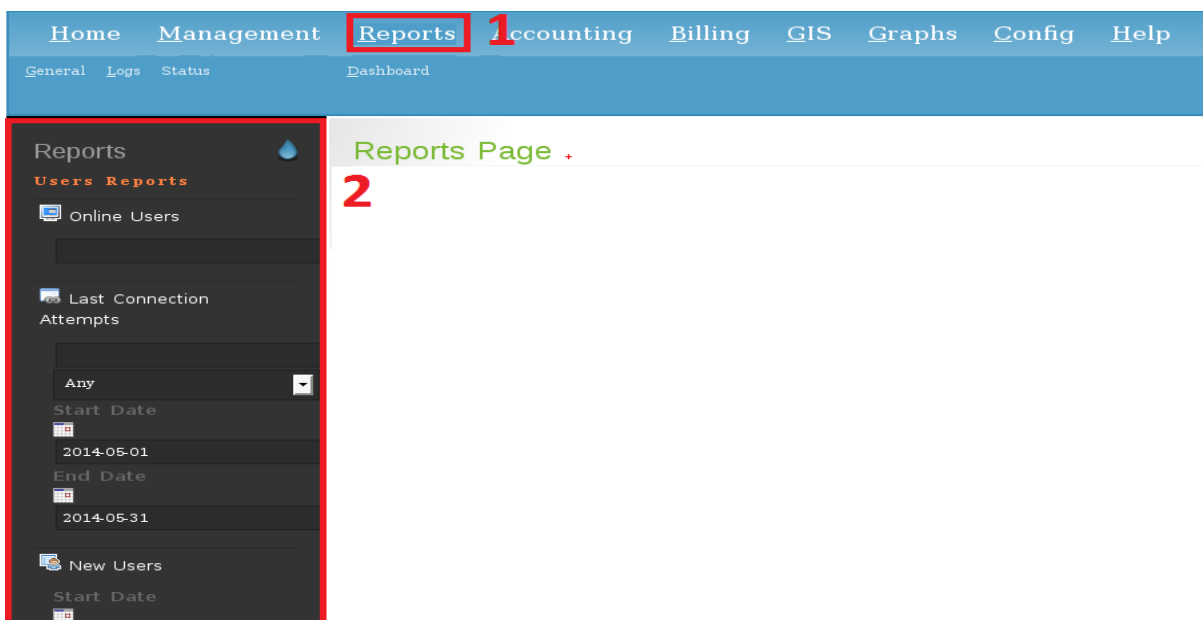 Home Management Reports 1 Accounting Billing GIS Graphs Config Help
General Logs Status Dashboard
Reports
Users Reports
Online Users
Last Connection
Attempts
Any
Start Date
2014-05-01
End Date
2014-05-31
New Users
Start Date
Reports Page +
2